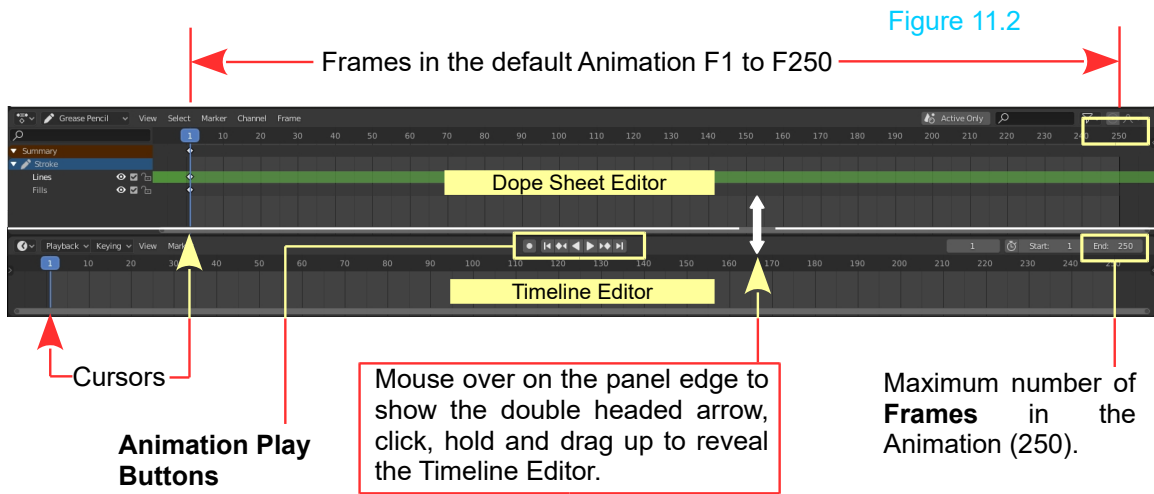 Figure 11.2
Frames in the default Animation F1 to F250
Grease Pencil View Select Marker Channel Frame Active Only
1 10 20 30 40 50 60 70 80 90 100 110 120 130 140 150 160 170 180 190 200 210 220 230 240 250
Summary
Stroke
Lines
Fills
Dope Sheet Editor
Playback Keying View Mark 1 Start: 1 End: 250
1 10 20 30 40 50 60 70 80 90 100 110 120 130 140 150 160 170 180 190 200 210 220 230 240 250
Timeline Editor
Cursors
Animation Play
Buttons
Mouse over on the panel edge to
show the double headed arrow,
click, hold and drag up to reveal
the Timeline Editor.
Maximum number of
Frames in the
Animation (250).